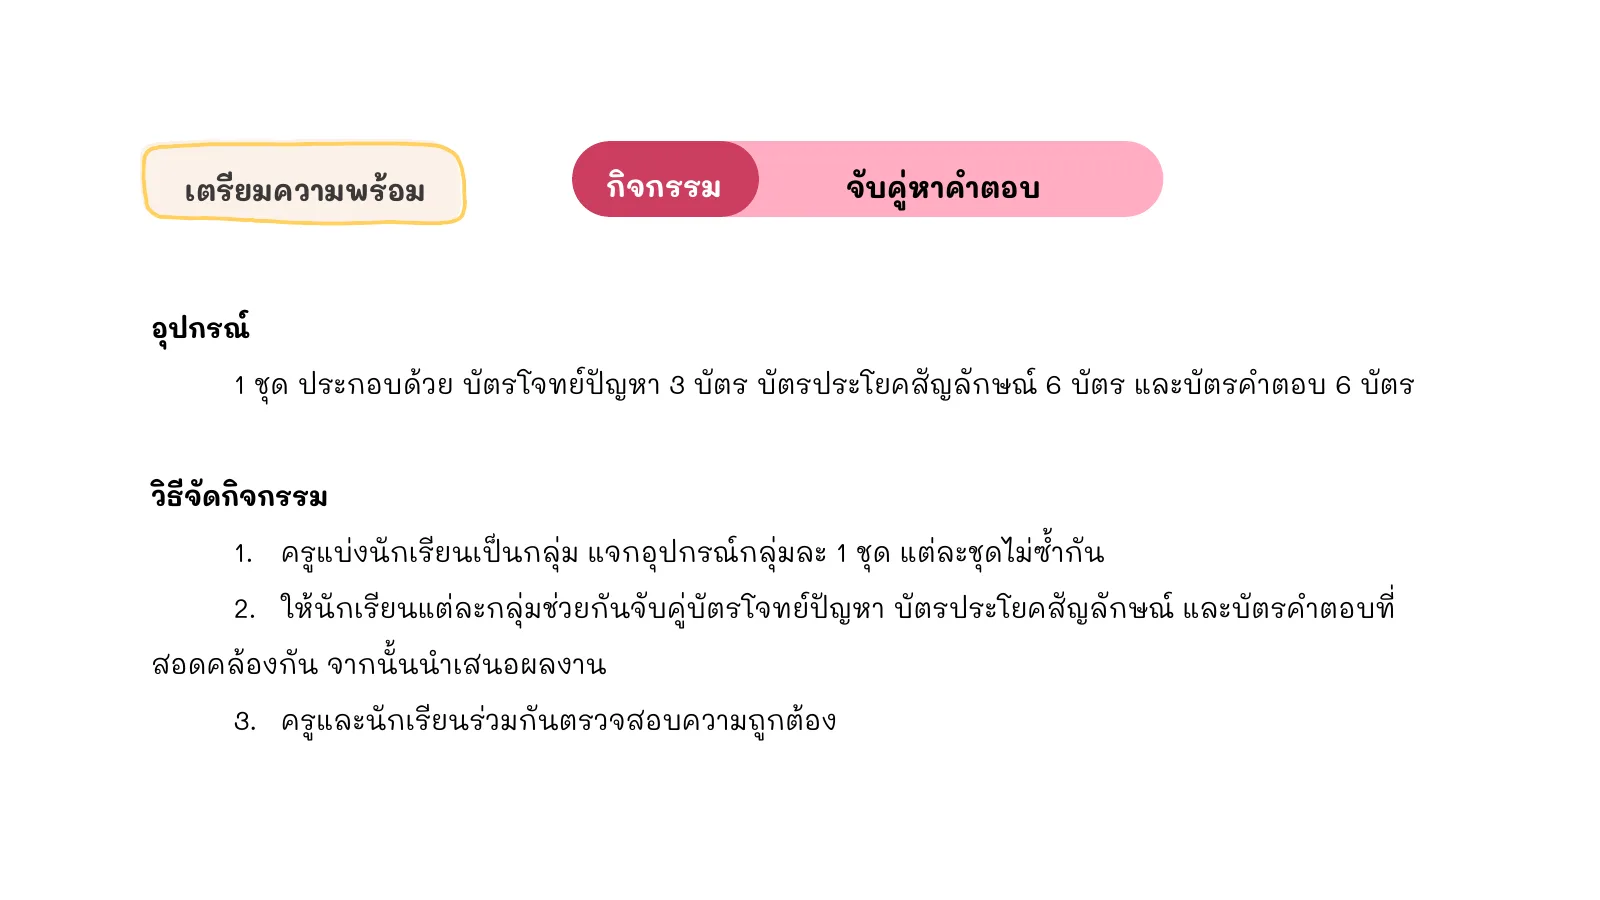 เตรียมความพร้อม
กิจกรรม จับคู่หาคำตอบ
อุปกรณ์
1 ชุด ประกอบด้วย บัตรโจทย์ปัญหา 3 บัตร บัตรประโยคสัญลักษณ์ 6 บัตร และบัตรคำตอบ 6 บัตร
วิธีจัดกิจกรรม
1. ครูแบ่งนักเรียนเป็นกลุ่ม แจกอุปกรณ์กลุ่มละ 1 ชุด แต่ละชุดไม่ซ้ำกัน
2. ให้นักเรียนแต่ละกลุ่มช่วยกันจับคู่บัตรโจทย์ปัญหา บัตรประโยคสัญลักษณ์ และบัตรคำตอบที่
สอดคล้องกัน จากนั้นนำเสนอผลงาน
3. ครูและนักเรียนร่วมกันตรวจสอบความถูกต้อง